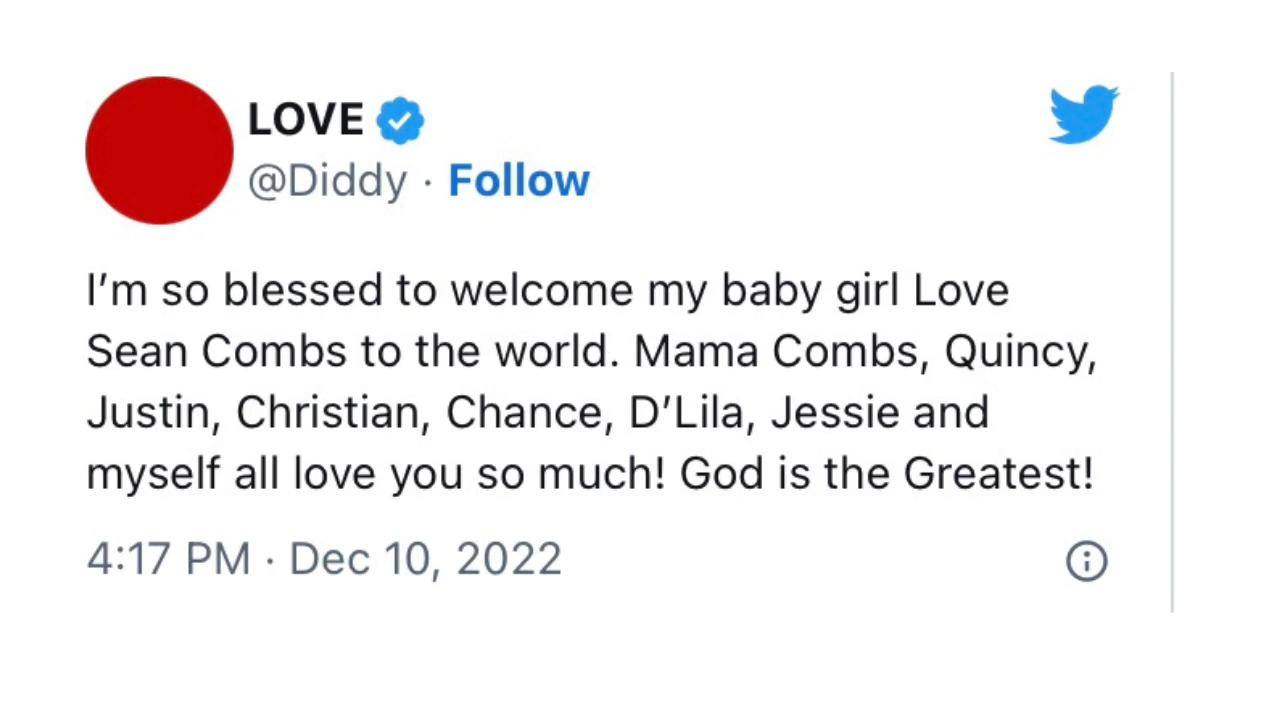 LOVE
@Diddy · Follow
I’m so blessed to welcome my baby girl Love
Sean Combs to the world. Mama Combs, Quincy,
Justin, Christian, Chance, D’Lila, Jessie and
myself all love you so much! God is the Greatest!
4:17 PM · Dec 10, 2022